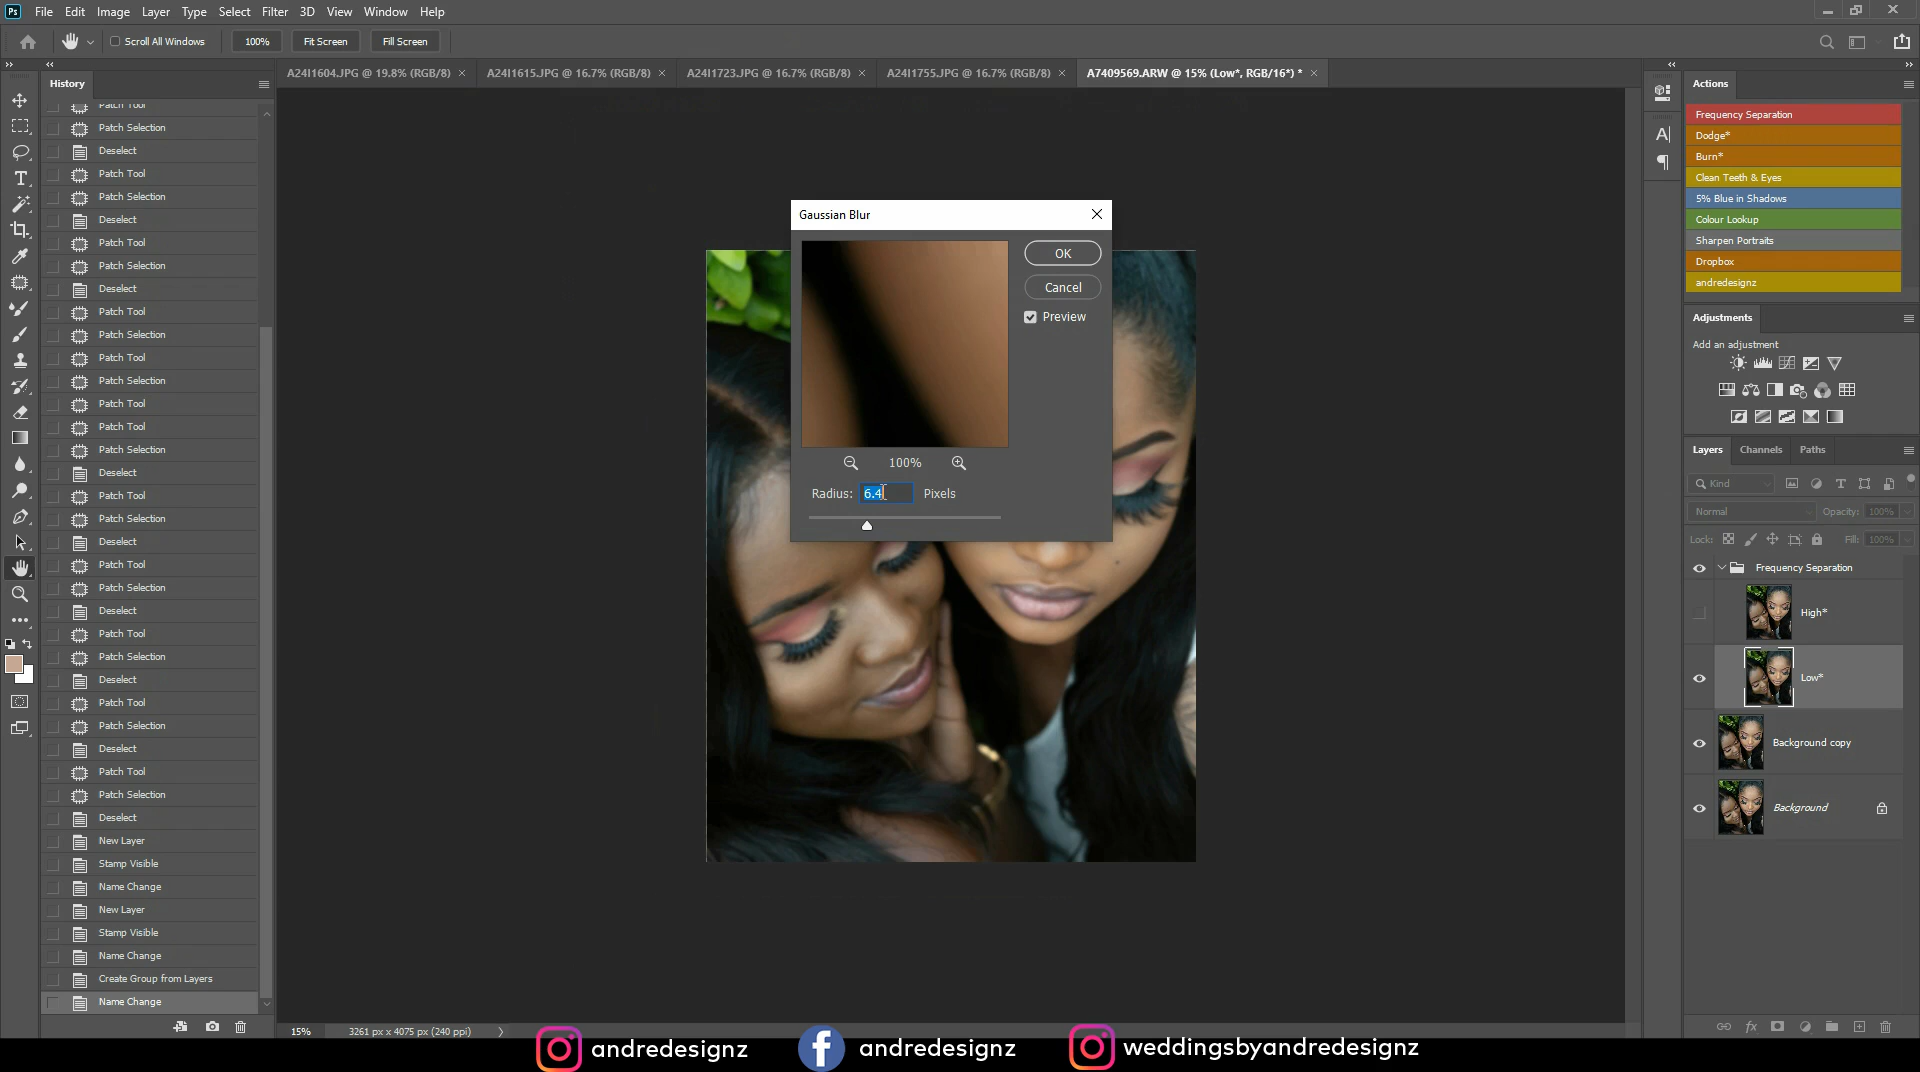 Ps File Edit Image Layer Type Select Filter 3D View Window Help
Scroll All Windows 100% Fit Screen Fill Screen
A24I1604.JPG @ 19.8% (RGB/8) × A24I1615.JPG @ 16.7% (RGB/8) × A24I1723.JPG @ 16.7% (RGB/8) × A24I1755.JPG @ 16.7% (RGB/8) × A7409569.ARW @ 15% (Low*, RGB/16*) * ×
History
Patch Tool
Patch Selection
Deselect
Patch Tool
Patch Selection
Deselect
Patch Tool
Patch Selection
Deselect
Patch Tool
Patch Selection
Patch Tool
Patch Selection
Patch Tool
Patch Tool
Patch Selection
Deselect
Patch Tool
Patch Selection
Deselect
Patch Tool
Patch Selection
Deselect
Patch Tool
Patch Selection
Deselect
Patch Tool
Patch Selection
Deselect
Patch Tool
Patch Selection
Deselect
New Layer
Stamp Visible
Name Change
New Layer
Stamp Visible
Name Change
Create Group from Layers
Name Change
Gaussian Blur
OK
Cancel
Preview
100%
Radius: 6.4 Pixels
Actions
Frequency Separation
Dodge*
Burn*
Clean Teeth & Eyes
5% Blue in Shadows
Colour Lookup
Sharpen Portraits
Dropbox
andredesignz
Adjustments
Add an adjustment
Layers Channels Paths
Kind
Normal Opacity: 100%
Lock: Fill: 100%
Frequency Separation
High*
Low*
Background copy
Background
15% 3261 px x 4075 px (240 ppi)
andredesignz andredesignz weddingsbyandredesignz